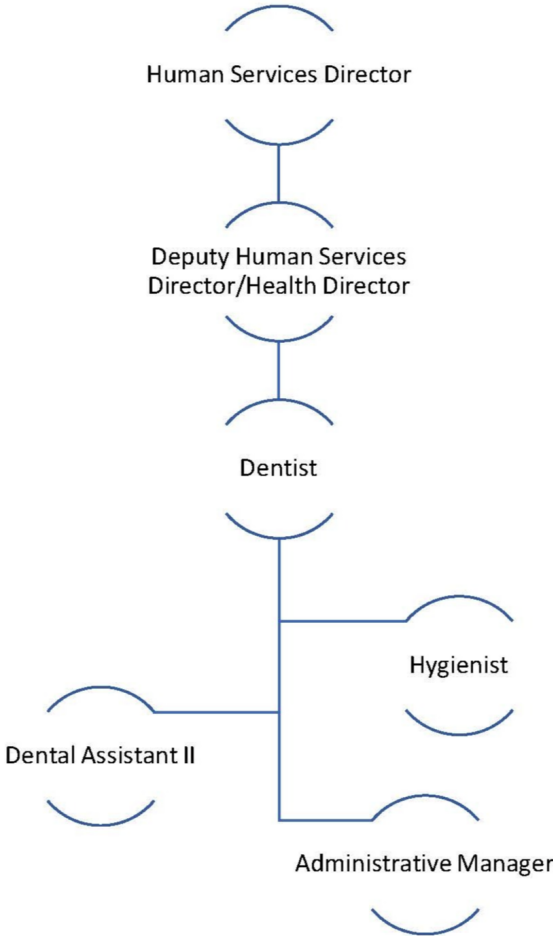 Human Services Director
Deputy Human Services
Director/Health Director
Dentist
Hygienist
Dental Assistant II
Administrative Manager